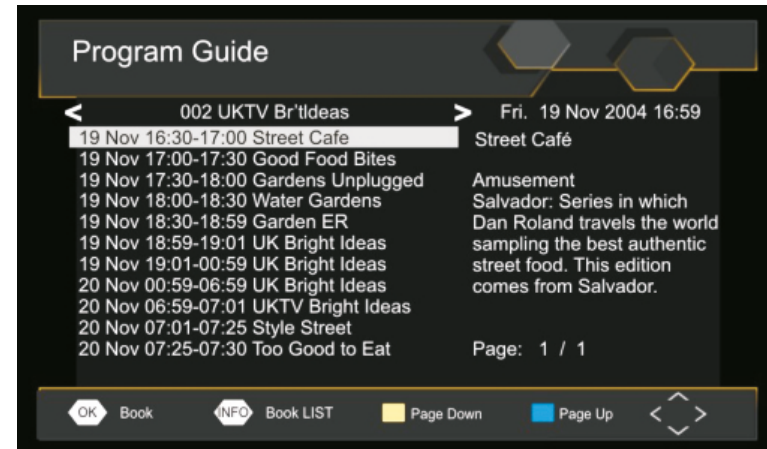 Program Guide
< 002 UKTV Br'tIdeas > Fri. 19 Nov 2004 16:59
19 Nov 16:30-17:00 Street Cafe
19 Nov 17:00-17:30 Good Food Bites
19 Nov 17:30-18:00 Gardens Unplugged
19 Nov 18:00-18:30 Water Gardens
19 Nov 18:30-18:59 Garden ER
19 Nov 18:59-19:01 UK Bright Ideas
19 Nov 19:01-00:59 UK Bright Ideas
20 Nov 00:59-06:59 UK Bright Ideas
20 Nov 06:59-07:01 UKTV Bright Ideas
20 Nov 07:01-07:25 Style Street
20 Nov 07:25-07:30 Too Good to Eat
Street Café
Amusement
Salvador: Series in which
Dan Roland travels the world
sampling the best authentic
street food. This edition
comes from Salvador.
Page: 1 / 1
OK Book INFO Book LIST Page Down Page Up